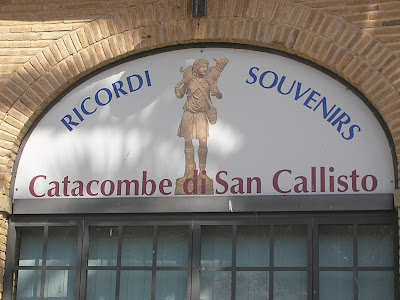 RICORDI SOUVENIRS
Catacombe di San Callisto